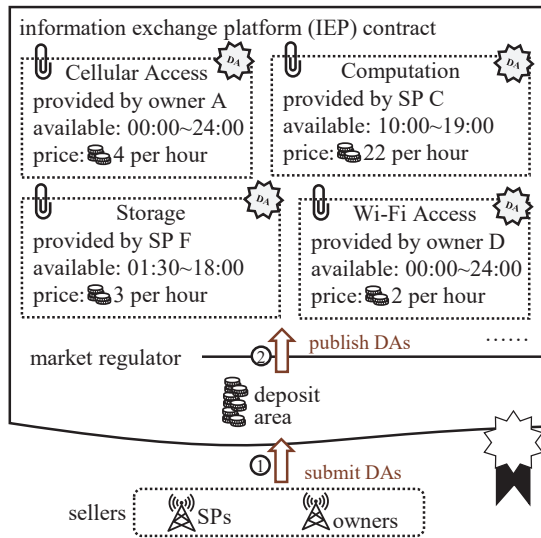 information exchange platform (IEP) contract
DA
Cellular Access
provided by owner A
available: 00:00~24:00
price: 4 per hour
DA
Computation
provided by SP C
available: 10:00~19:00
price: 22 per hour
DA
Storage
provided by SP F
available: 01:30~18:00
price: 3 per hour
DA
Wi-Fi Access
provided by owner D
available: 00:00~24:00
price: 2 per hour
2
publish DAs
......
market regulator
deposit
area
1
submit DAs
sellers
SPs
owners